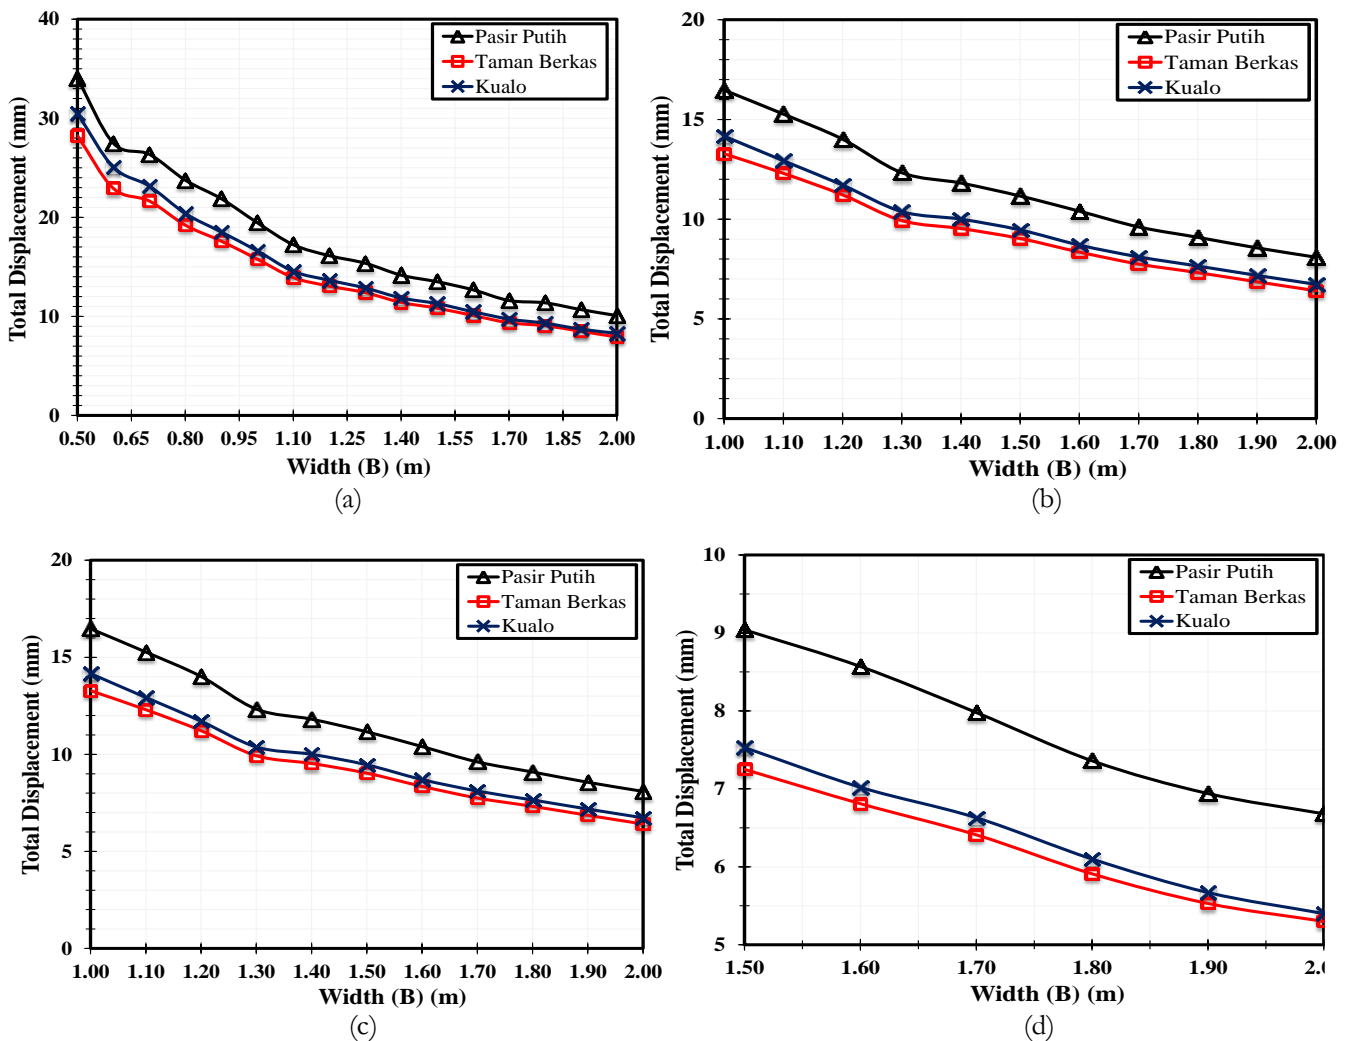 40
30
20
10
0
Total Displacement (mm)
Pasir Putih
Taman Berkas
Kualo
0.50 0.65 0.80 0.95 1.10 1.25 1.40 1.55 1.70 1.85 2.00
Width (B) (m)
(a)
20
15
10
5
0
Total Displacement (mm)
Pasir Putih
Taman Berkas
Kualo
1.00 1.10 1.20 1.30 1.40 1.50 1.60 1.70 1.80 1.90 2.00
Width (B) (m)
(b)
20
15
10
5
0
Total Displacement (mm)
Pasir Putih
Taman Berkas
Kualo
1.00 1.10 1.20 1.30 1.40 1.50 1.60 1.70 1.80 1.90 2.00
Width (B) (m)
(c)
10
9
8
7
6
5
Total Displacement (mm)
Pasir Putih
Taman Berkas
Kualo
1.50 1.60 1.70 1.80 1.90 2.0
Width (B) (m)
(d)